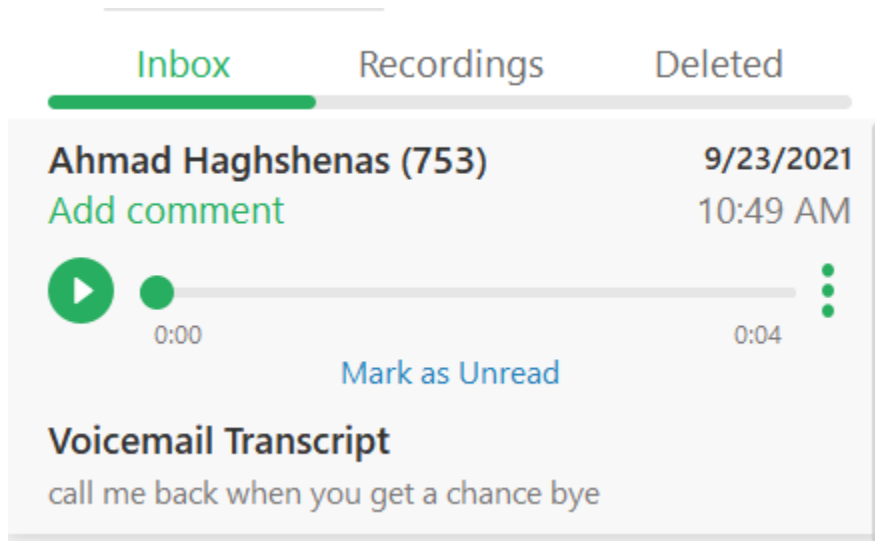 Inbox Recordings Deleted
Ahmad Haghshenas (753) 9/23/2021
Add comment 10:49 AM
0:00 0:04
Mark as Unread
Voicemail Transcript
call me back when you get a chance bye